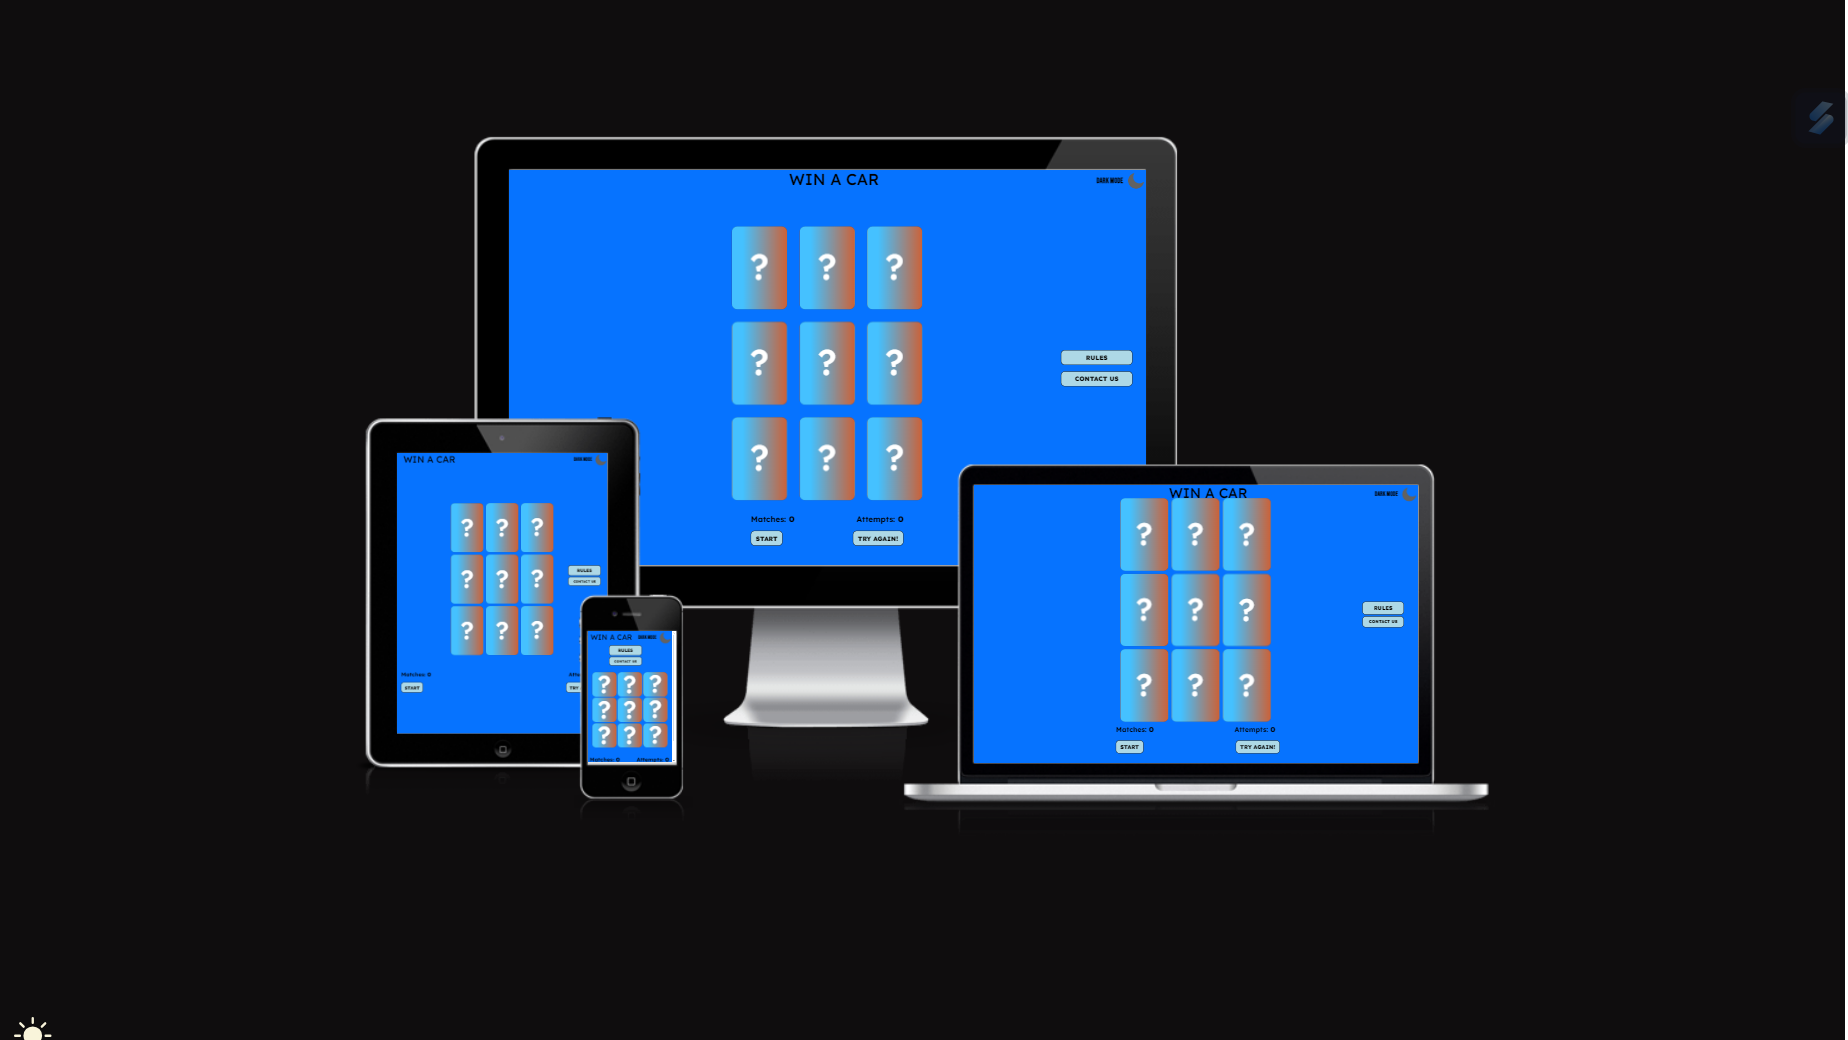 WIN A CAR
DARK MODE
? ? ?
? ? ?
? ? ?
RULES
CONTACT US
Matches: 0 Attempts: 0
START TRY AGAIN!
WIN A CAR
DARK MODE
? ? ?
? ? ?
? ? ?
RULES
CONTACT US
Matches: 0
START
TRY
WIN A CAR
DARK MODE
RULES
CONTACT US
? ? ?
? ? ?
? ? ?
Matches: 0 Attempts: 0
WIN A CAR
DARK MODE
? ? ?
? ? ?
? ? ?
RULES
CONTACT US
Matches: 0 Attempts: 0
START TRY AGAIN!